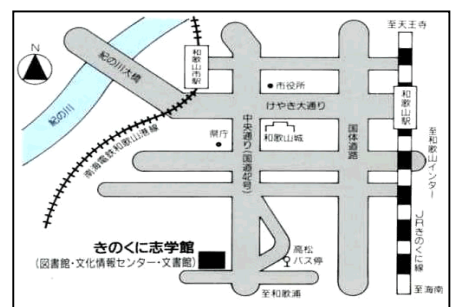 至天王寺
N
紀の川大橋
和歌山市駅
市役所
けやき大通り
和歌山駅
紀の川
南海電鉄和歌山港線
県庁
和歌山城
中央通り(国道42号)
国体道路
至和歌山インター
JRきのくに線
きのくに志学館
(図書館・文化情報センター・文書館)
高松
バス停
至和歌浦
至海南